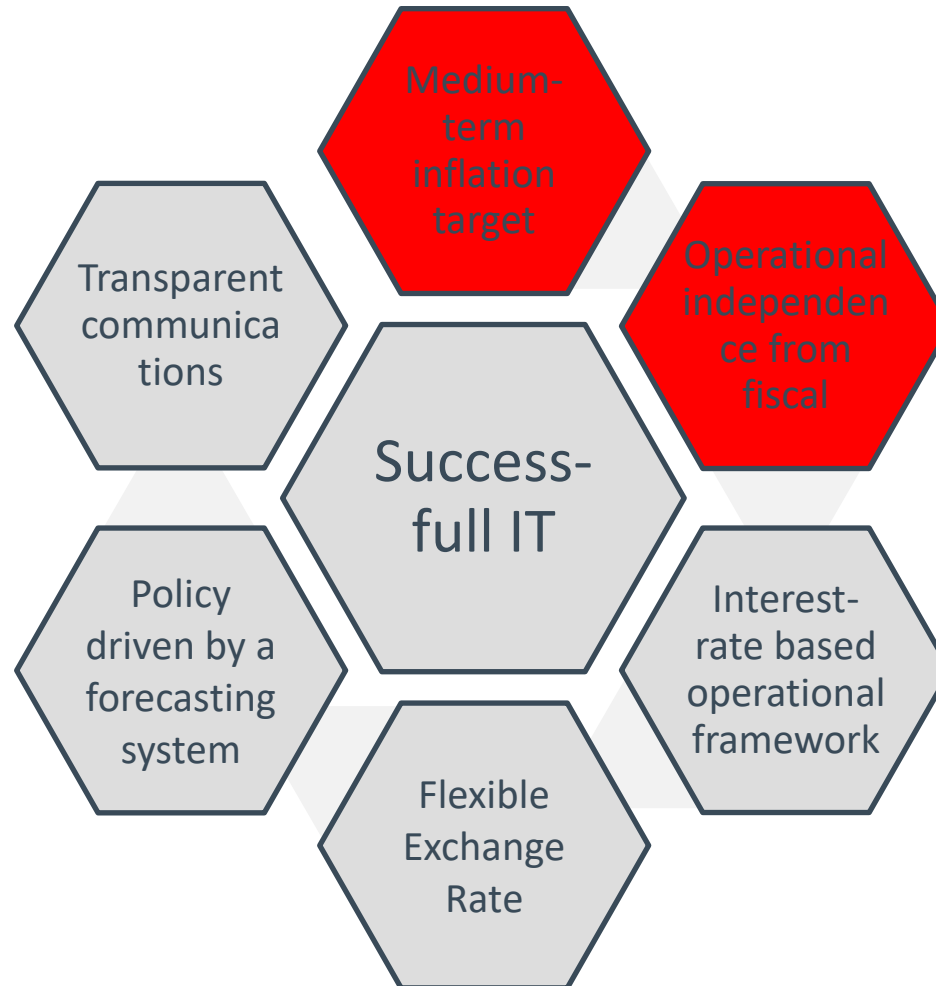 Medium-
term
inflation
target
Operational
independen
ce from
fiscal
Interest-
rate based
operational
framework
Flexible
Exchange
Rate
Policy
driven by a
forecasting
system
Transparent
communica
tions
Success-
full IT